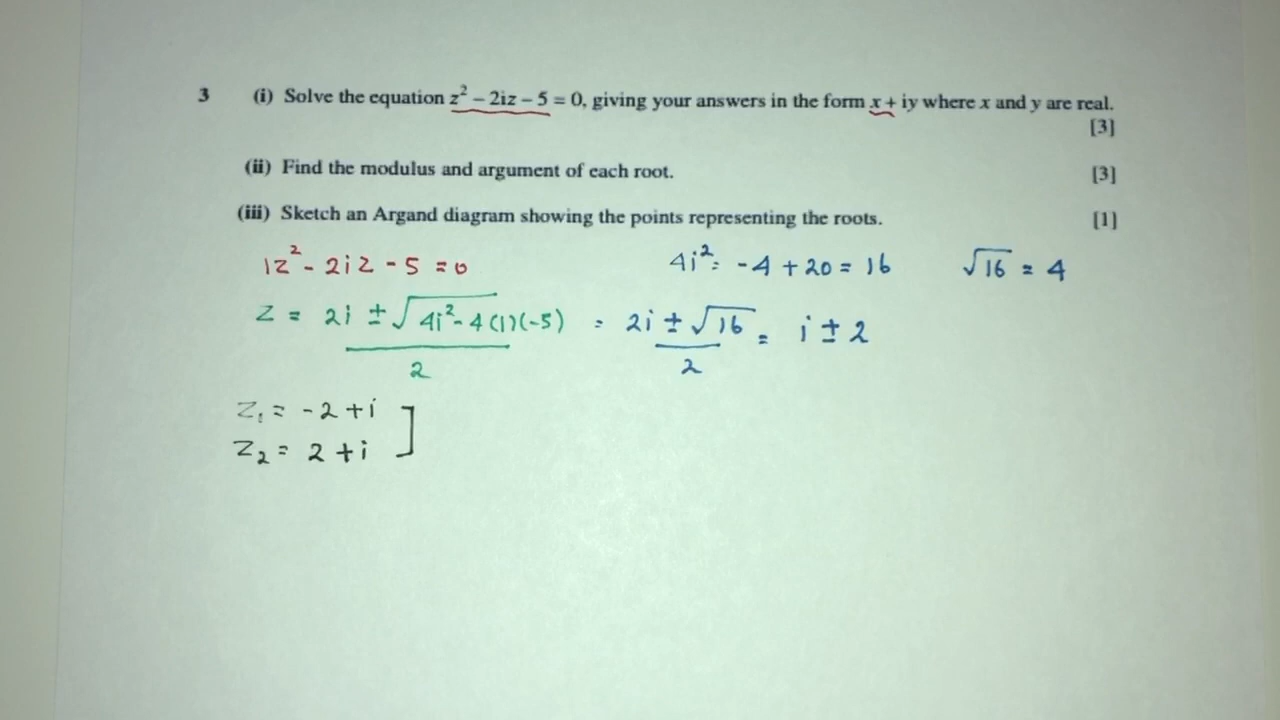 3 (i) Solve the equation z² – 2iz – 5 = 0, giving your answers in the form x + iy where x and y are real.
[3]
(ii) Find the modulus and argument of each root. [3]
(iii) Sketch an Argand diagram showing the points representing the roots. [1]
1z² - 2iz - 5 = 0
4i² = -4 + 20 = 16
√16 = 4
z = (2i ± √(4i² - 4(1)(-5)))/2 = (2i ± √16)/2 = i ± 2
z₁ = -2 + i
z₂ = 2 + i ]